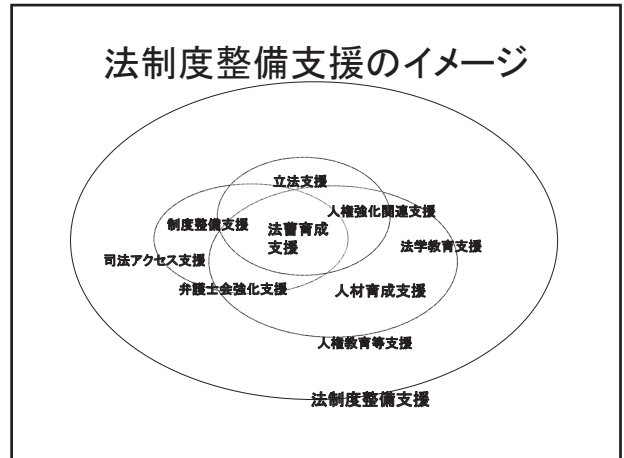 法制度整備支援のイメージ
立法支援
人権強化関連支援
制度整備支援
法曹育成
支援
法学教育支援
司法アクセス支援
弁護士会強化支援
人材育成支援
人権教育等支援
法制度整備支援